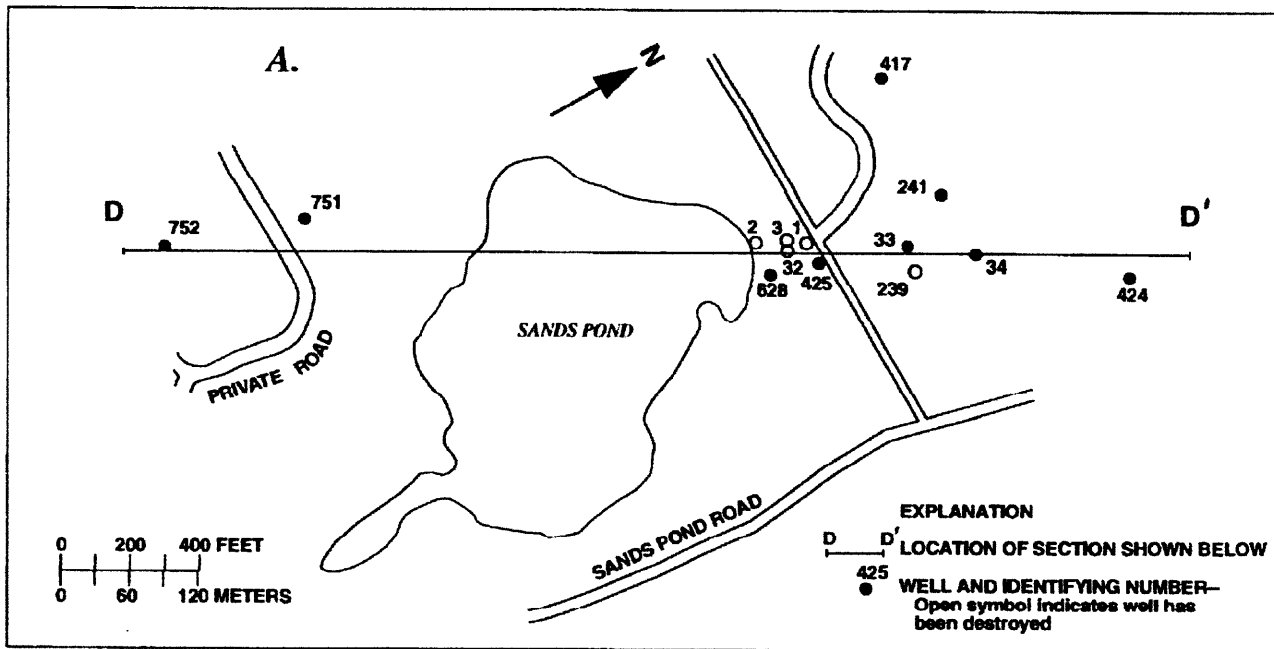 A.
N
417
241
D
751
752
D'
2 3 1
33
32
34
628
425
239
424
SANDS POND
PRIVATE ROAD
SANDS POND ROAD
0 200 400 FEET
0 60 120 METERS
EXPLANATION
D D'
LOCATION OF SECTION SHOWN BELOW
425
WELL AND IDENTIFYING NUMBER—
Open symbol indicates well has
been destroyed